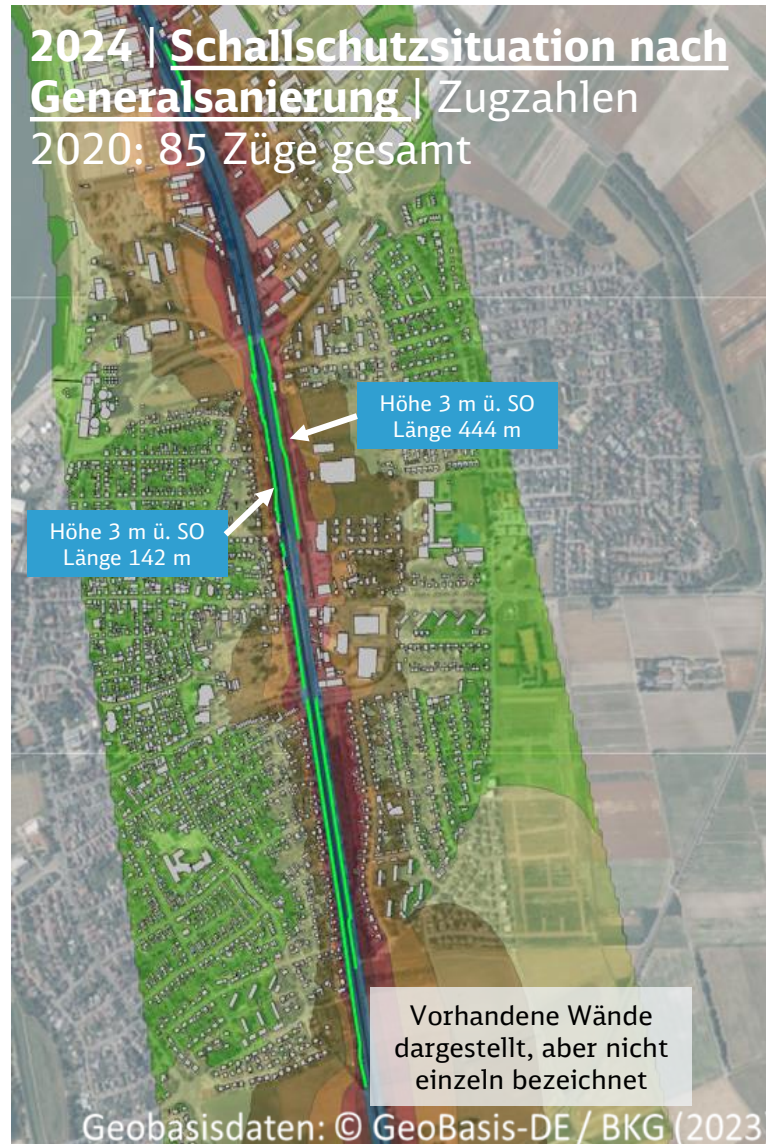 2024 | Schallschutzsituation nach
Generalsanierung | Zugzahlen
2020: 85 Züge gesamt
Höhe 3 m ü. SO
Länge 444 m
Höhe 3 m ü. SO
Länge 142 m
Vorhandene Wände
dargestellt, aber nicht
einzeln bezeichnet
Geobasisdaten: © GeoBasis-DE / BKG (2023